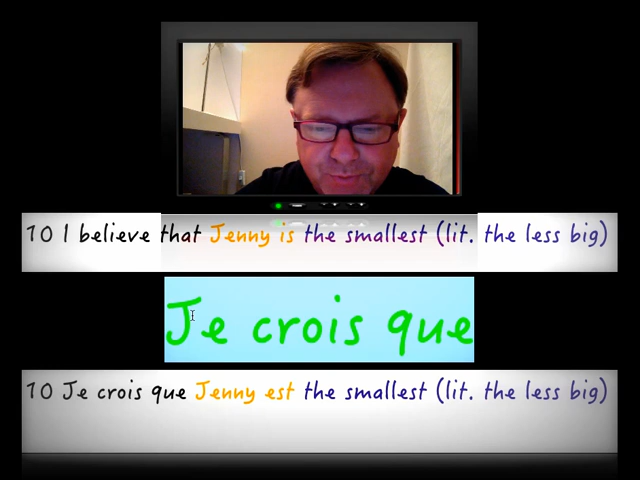 10 I believe that Jenny is the smallest (lit. the less big)
Je crois que
10 Je crois que Jenny est the smallest (lit. the less big)